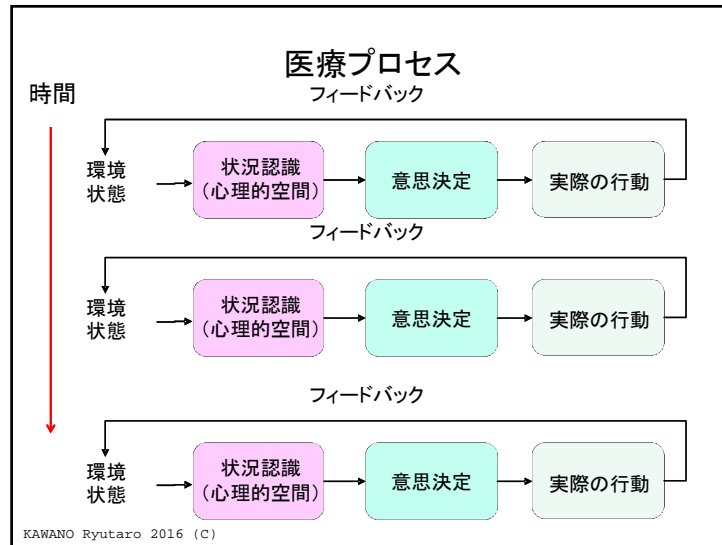 医療プロセス
時間
フィードバック
環境
状態
状況認識
(心理的空間)
意思決定
実際の行動
フィードバック
環境
状態
状況認識
(心理的空間)
意思決定
実際の行動
フィードバック
環境
状態
状況認識
(心理的空間)
意思決定
実際の行動
KAWANO Ryutaro 2016 (C)